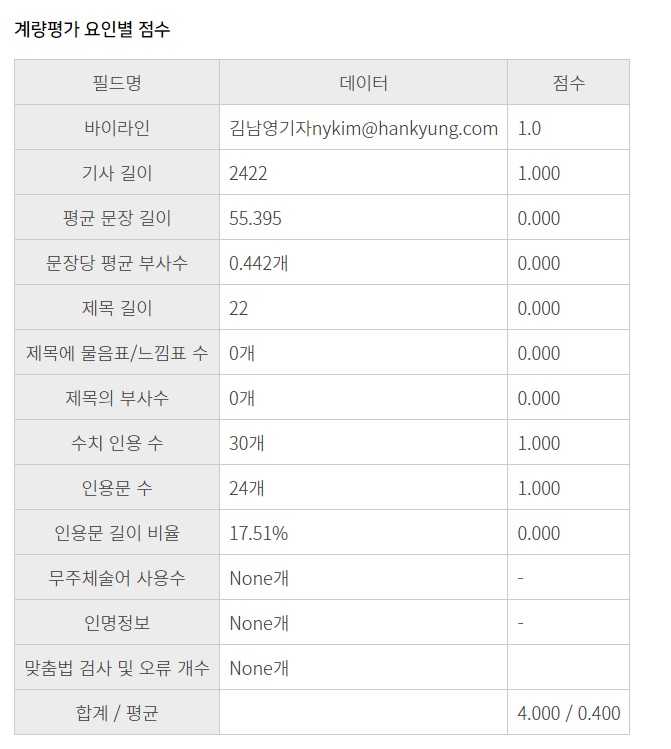 계량평가 요인별 점수
필드명 데이터 점수
바이라인 김남영기자nykim@hankyung.com 1.0
기사 길이 2422 1.000
평균 문장 길이 55.395 0.000
문장당 평균 부사수 0.442개 0.000
제목 길이 22 0.000
제목에 물음표/느낌표 수 0개 0.000
제목의 부사수 0개 0.000
수치 인용 수 30개 1.000
인용문 수 24개 1.000
인용문 길이 비율 17.51% 0.000
무주체술어 사용수 None개 -
인명정보 None개 -
맞춤법 검사 및 오류 개수 None개
합계 / 평균 4.000 / 0.400